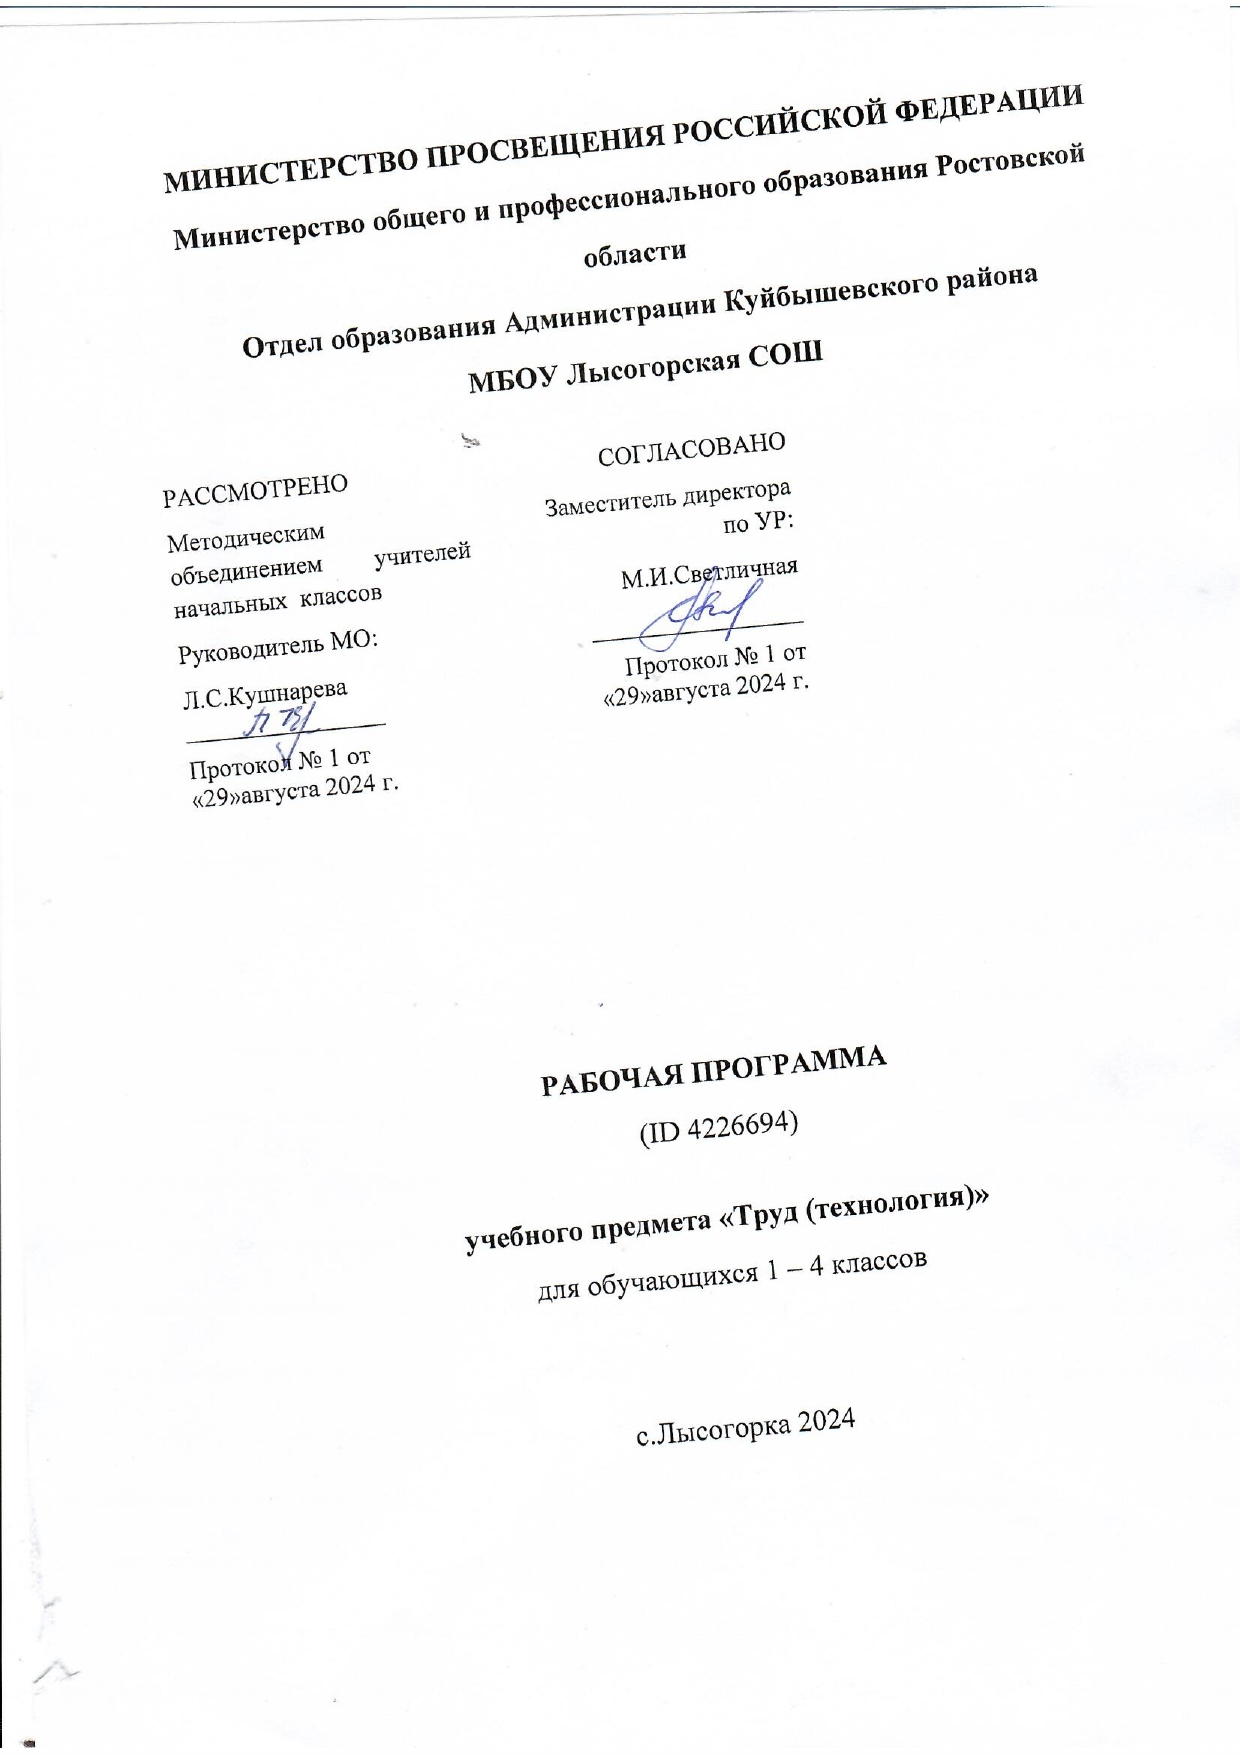 МИНИСТЕРСТВО ПРОСВЕЩЕНИЯ РОССИЙСКОЙ ФЕДЕРАЦИИ
Министерство общего и профессионального образования Ростовской
области
Отдел образования Администрации Куйбышевского района
МБОУ Лысогорская СОШ
РАССМОТРЕНО
Методическим
объединением учителей
начальных классов
Руководитель МО:
Л.С.Кушнарева
Протокол № 1 от
«29»августа 2024 г.
СОГЛАСОВАНО
Заместитель директора
по УР:
М.И.Светличная
Протокол № 1 от
«29»августа 2024 г.
РАБОЧАЯ ПРОГРАММА
(ID 4226694)
учебного предмета «Труд (технология)»
для обучающихся 1 – 4 классов
с.Лысогорка 2024